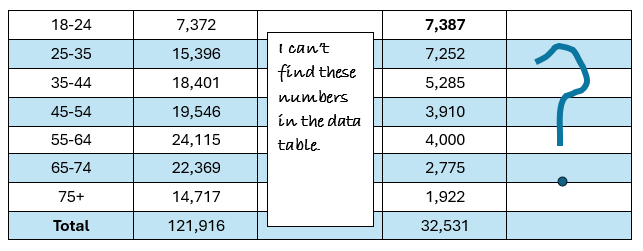 18-24 7,372 7,387
25-35 15,396 7,252
35-44 18,401 5,285
45-54 19,546 3,910
55-64 24,115 4,000
65-74 22,369 2,775
75+ 14,717 1,922
Total 121,916 32,531
I can't
find these
numbers
in the data
table.
?